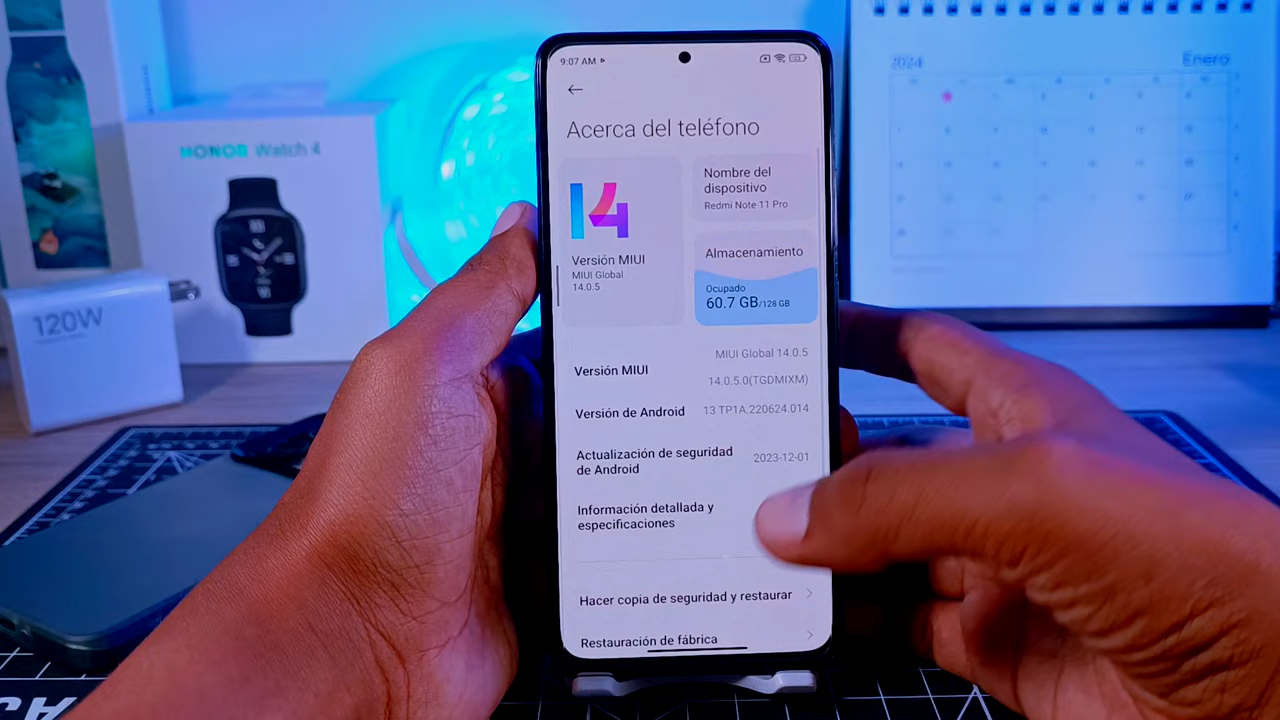 9:07 AM
Acerca del teléfono
14
Versión MIUI
MIUI Global
14.0.5
Nombre del
dispositivo
Redmi Note 11 Pro
Almacenamiento
Ocupado
60.7 GB/128 GB
Versión MIUI
MIUI Global 14.0.5
14.0.5.0(TGDMIXM)
Versión de Android
13 TP1A.220624.014
Actualización de seguridad
de Android
2023-12-01
Información detallada y
especificaciones
Hacer copia de seguridad y restaurar
Restauración de fábrica
HONOR Watch 4
120W
2024
Enero